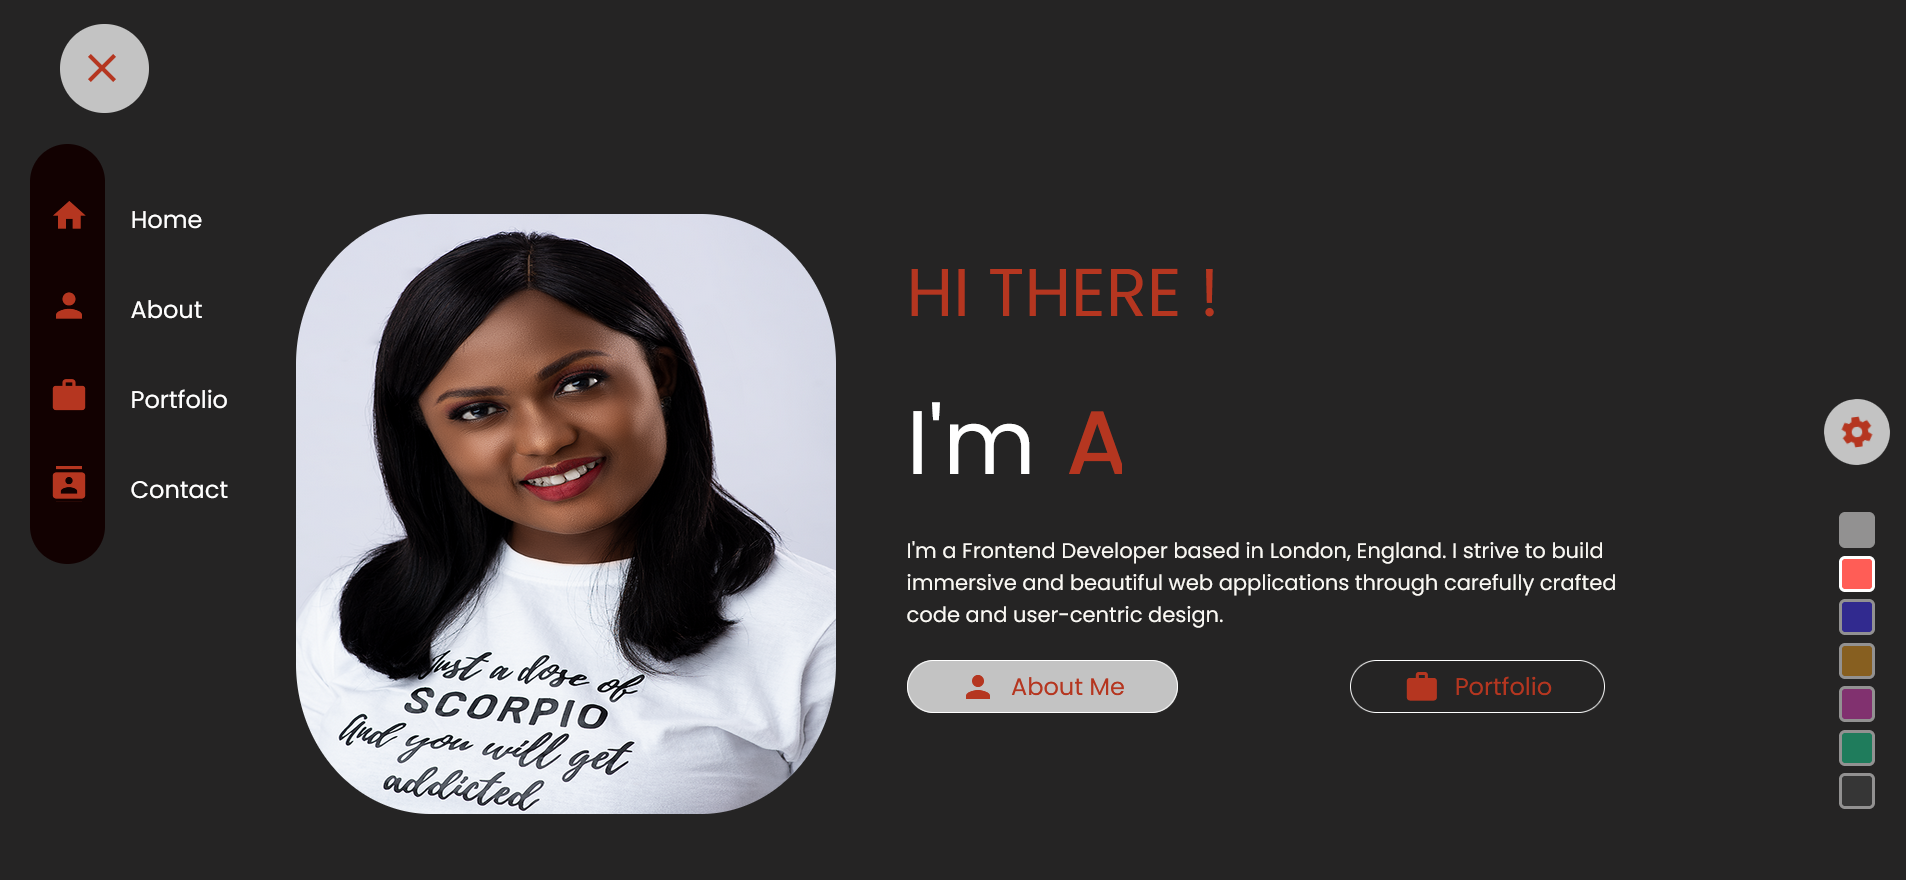 Home
About
Portfolio
Contact
HI THERE !
I'm A
I'm a Frontend Developer based in London, England. I strive to build
immersive and beautiful web applications through carefully crafted
code and user-centric design.
About Me
Portfolio
Just a dose of
SCORPIO
And you will get
addicted